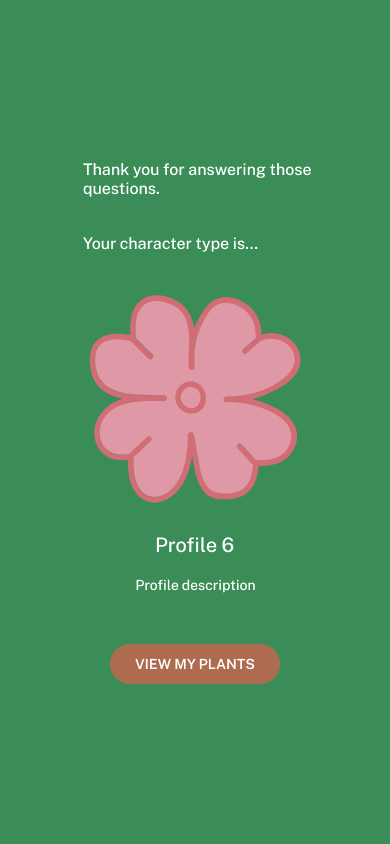 Thank you for answering those
questions.
Your character type is...
Profile 6
Profile description
VIEW MY PLANTS